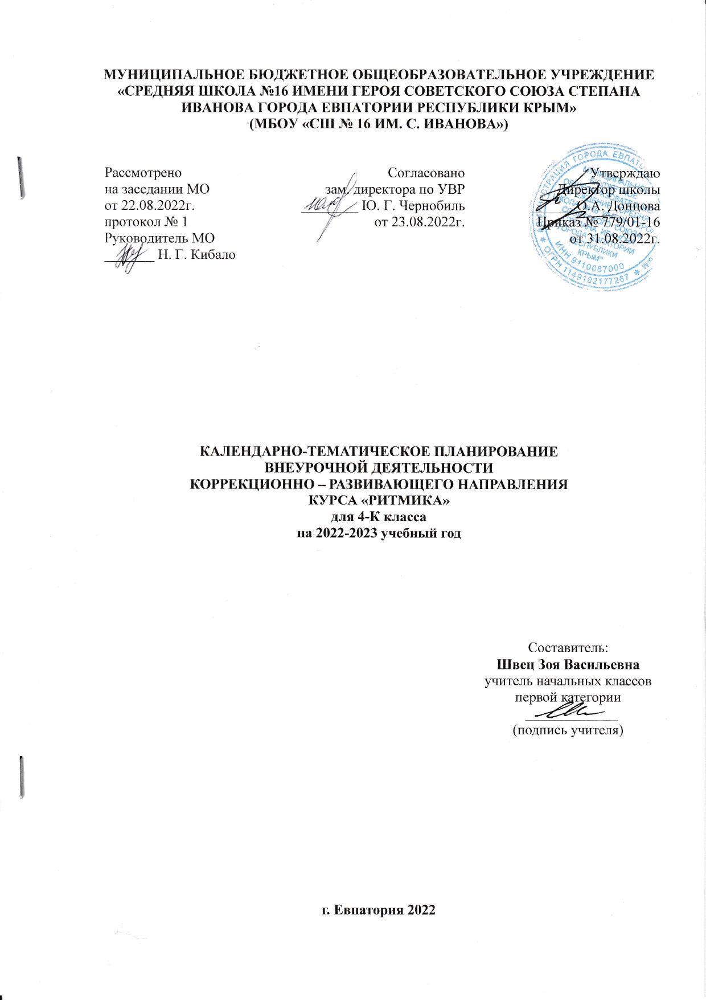 МУНИЦИПАЛЬНОЕ БЮДЖЕТНОЕ ОБЩЕОБРАЗОВАТЕЛЬНОЕ УЧРЕЖДЕНИЕ
«СРЕДНЯЯ ШКОЛА №16 ИМЕНИ ГЕРОЯ СОВЕТСКОГО СОЮЗА СТЕПАНА
ИВАНОВА ГОРОДА ЕВПАТОРИИ РЕСПУБЛИКИ КРЫМ»
(МБОУ «СШ № 16 ИМ. С. ИВАНОВА»)
Рассмотрено
на заседании МО
от 22.08.2022г.
протокол № 1
Руководитель МО
_______ Н. Г. Кибало
Согласовано
зам. директора по УВР
________ Ю. Г. Чернобиль
от 23.08.2022г.
Утверждаю
Директор школы
О.А. Донцова
Приказ № 779/01-16
от 31.08.2022г.
ГОРОДА ЕВПАТО
ИНН 9110087000
ОГРН 1149102177267
РЕСПУБЛИКИ
КРЫМ"
КАЛЕНДАРНО-ТЕМАТИЧЕСКОЕ ПЛАНИРОВАНИЕ
ВНЕУРОЧНОЙ ДЕЯТЕЛЬНОСТИ
КОРРЕКЦИОННО – РАЗВИВАЮЩЕГО НАПРАВЛЕНИЯ
КУРСА «РИТМИКА»
для 4-К класса
на 2022-2023 учебный год
Составитель:
Швец Зоя Васильевна
учитель начальных классов
первой категории
(подпись учителя)
г. Евпатория 2022